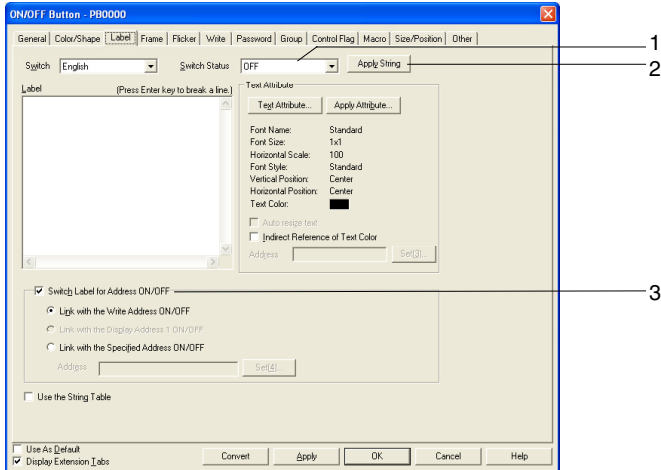 ON/OFF Button - PB0000
General Color/Shape Label Frame Flicker Write Password Group Control Flag Macro Size/Position Other
1
Switch English Switch Status OFF Apply String
2
Label (Press Enter key to break a line.)
Text Attribute
Text Attribute... Apply Attribute...
Font Name: Standard
Font Size: 1x1
Horizontal Scale: 100
Font Style: Standard
Vertical Position: Center
Horizontal Position: Center
Text Color:
Auto resize text
Indirect Reference of Text Color
Address Set(3)...
Switch Label for Address ON/OFF
3
Link with the Write Address ON/OFF
Link with the Display Address 1 ON/OFF
Link with the Specified Address ON/OFF
Address Set(4)...
Use the String Table
Use As Default
Display Extension Tabs
Convert Apply OK Cancel Help